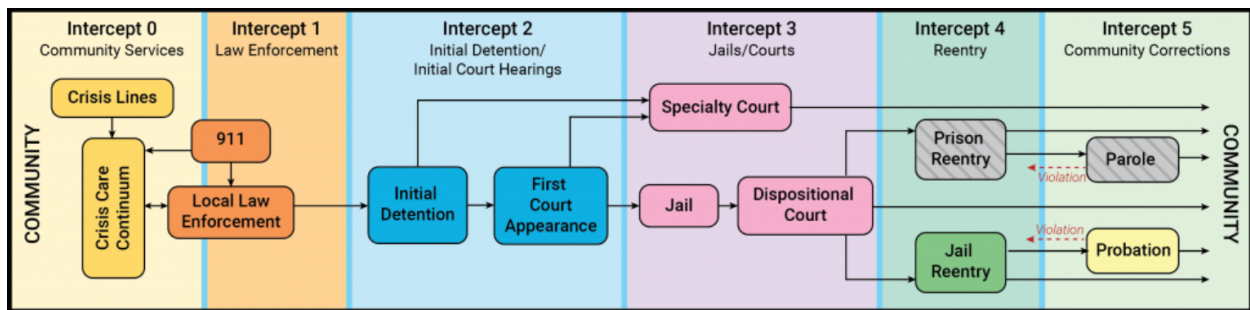 Intercept 0
Community Services
Intercept 1
Law Enforcement
Intercept 2
Initial Detention/
Initial Court Hearings
Intercept 3
Jails/Courts
Intercept 4
Reentry
Intercept 5
Community Corrections
COMMUNITY
Crisis Lines
Crisis Care
Continuum
911
Local Law
Enforcement
Initial
Detention
First
Court
Appearance
Specialty Court
Jail
Dispositional
Court
Prison
Reentry
Jail
Reentry
Violation
Parole
Violation
Probation
COMMUNITY